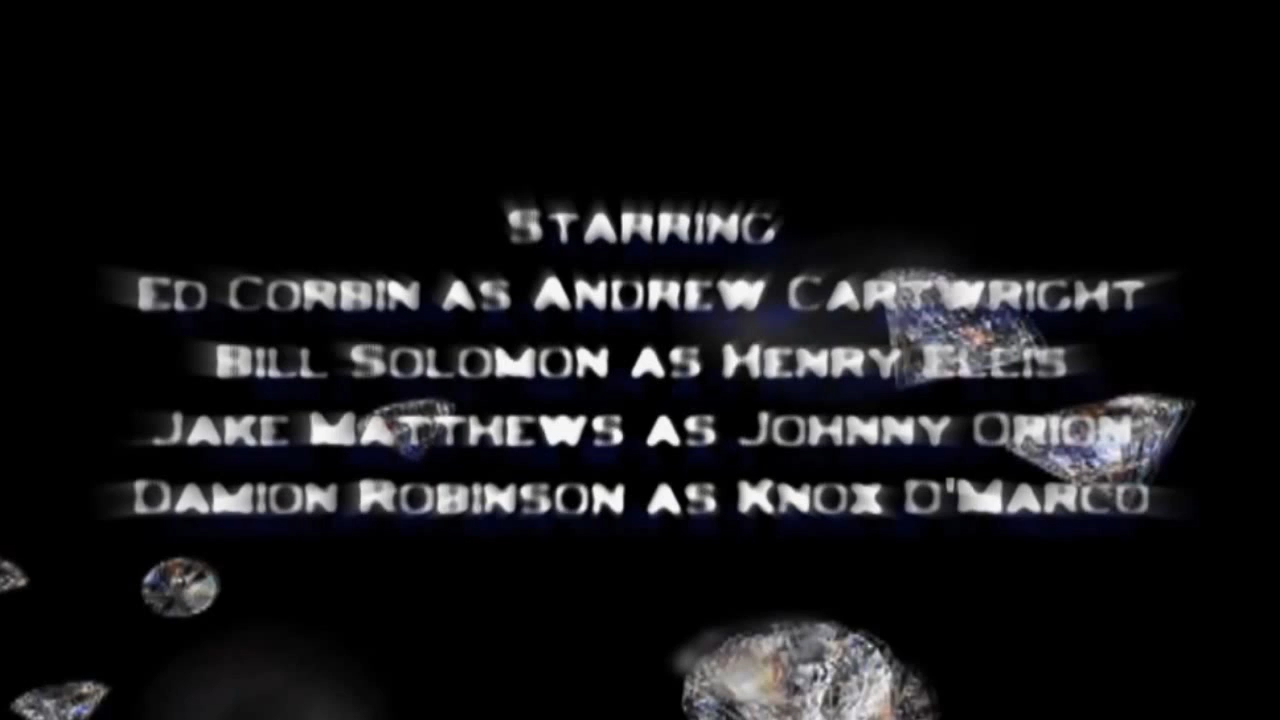 Starring
Ed Corbin as Andrew Cartwright
Bill Solomon as Henry Ellis
Jake Matthews as Johnny Orion
Damion Robinson as Knox D'Marco